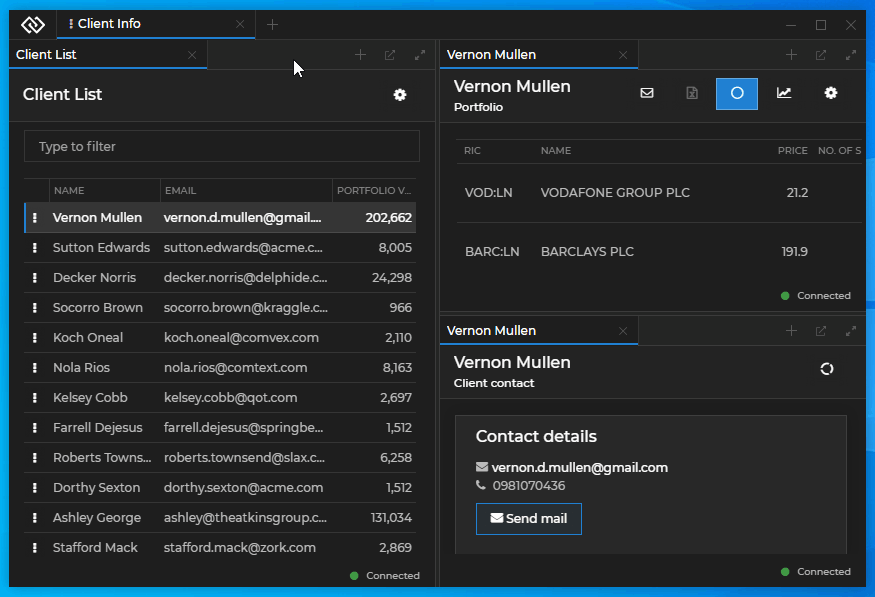 Client Info
Client List
Client List
Type to filter
NAME EMAIL PORTFOLIO V...
Vernon Mullen vernon.d.mullen@gmail.... 202,662
Sutton Edwards sutton.edwards@acme.c... 8,005
Decker Norris decker.norris@delphide.c... 24,298
Socorro Brown socorro.brown@kraggle.c... 966
Koch Oneal koch.oneal@comvex.com 2,110
Nola Rios nola.rios@comtext.com 8,163
Kelsey Cobb kelsey.cobb@qot.com 2,697
Farrell Dejesus farrell.dejesus@springbe... 1,512
Roberts Towns... roberts.townsend@slax.c... 6,258
Dorthy Sexton dorthy.sexton@acme.com 1,512
Ashley George ashley@theatkinsgroup.c... 131,034
Stafford Mack stafford.mack@zork.com 2,869
Connected
Vernon Mullen
Vernon Mullen
Portfolio
RIC NAME PRICE NO. OF S
VOD:LN VODAFONE GROUP PLC 21.2
BARC:LN BARCLAYS PLC 191.9
Connected
Vernon Mullen
Vernon Mullen
Client contact
Contact details
vernon.d.mullen@gmail.com
0981070436
Send mail
Connected